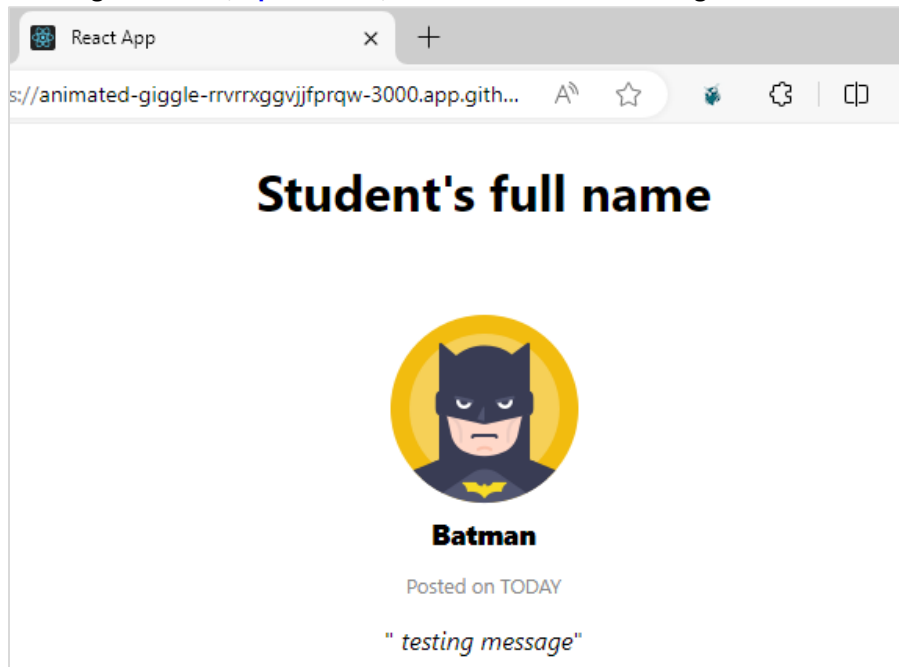 React App
s://animated-giggle-rrvrrxggvjjfprqw-3000.app.gith...
Student's full name
Batman
Posted on TODAY
" testing message"